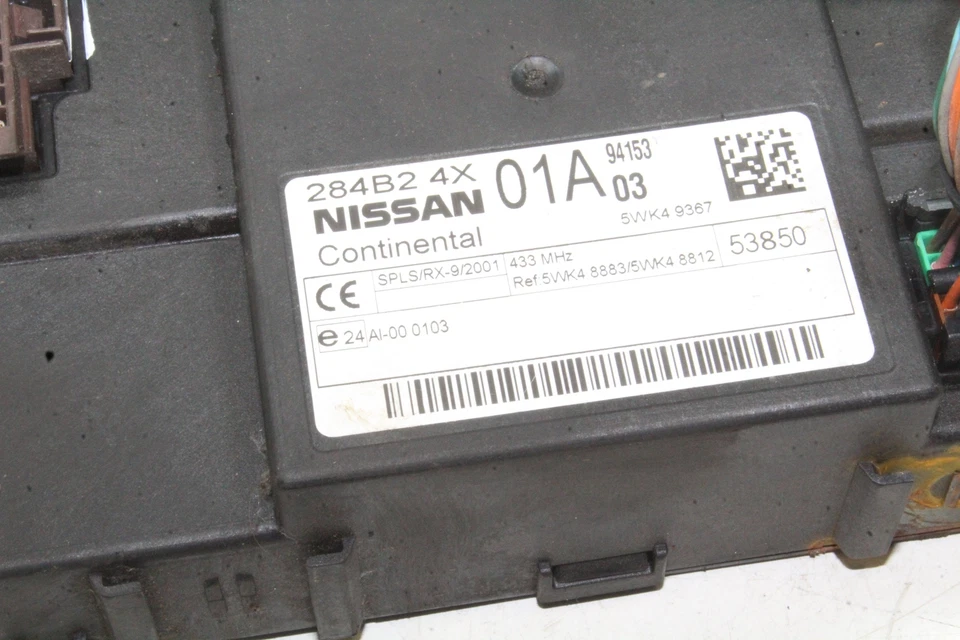 284B2 4X
NISSAN
01A
94153
03
5WK4 9367
Continental
CE
SPLS/RX-9/2001
433 MHz
Ref.5WK4 8883/5WK4 8812
53850
e 24 AI-00 0103